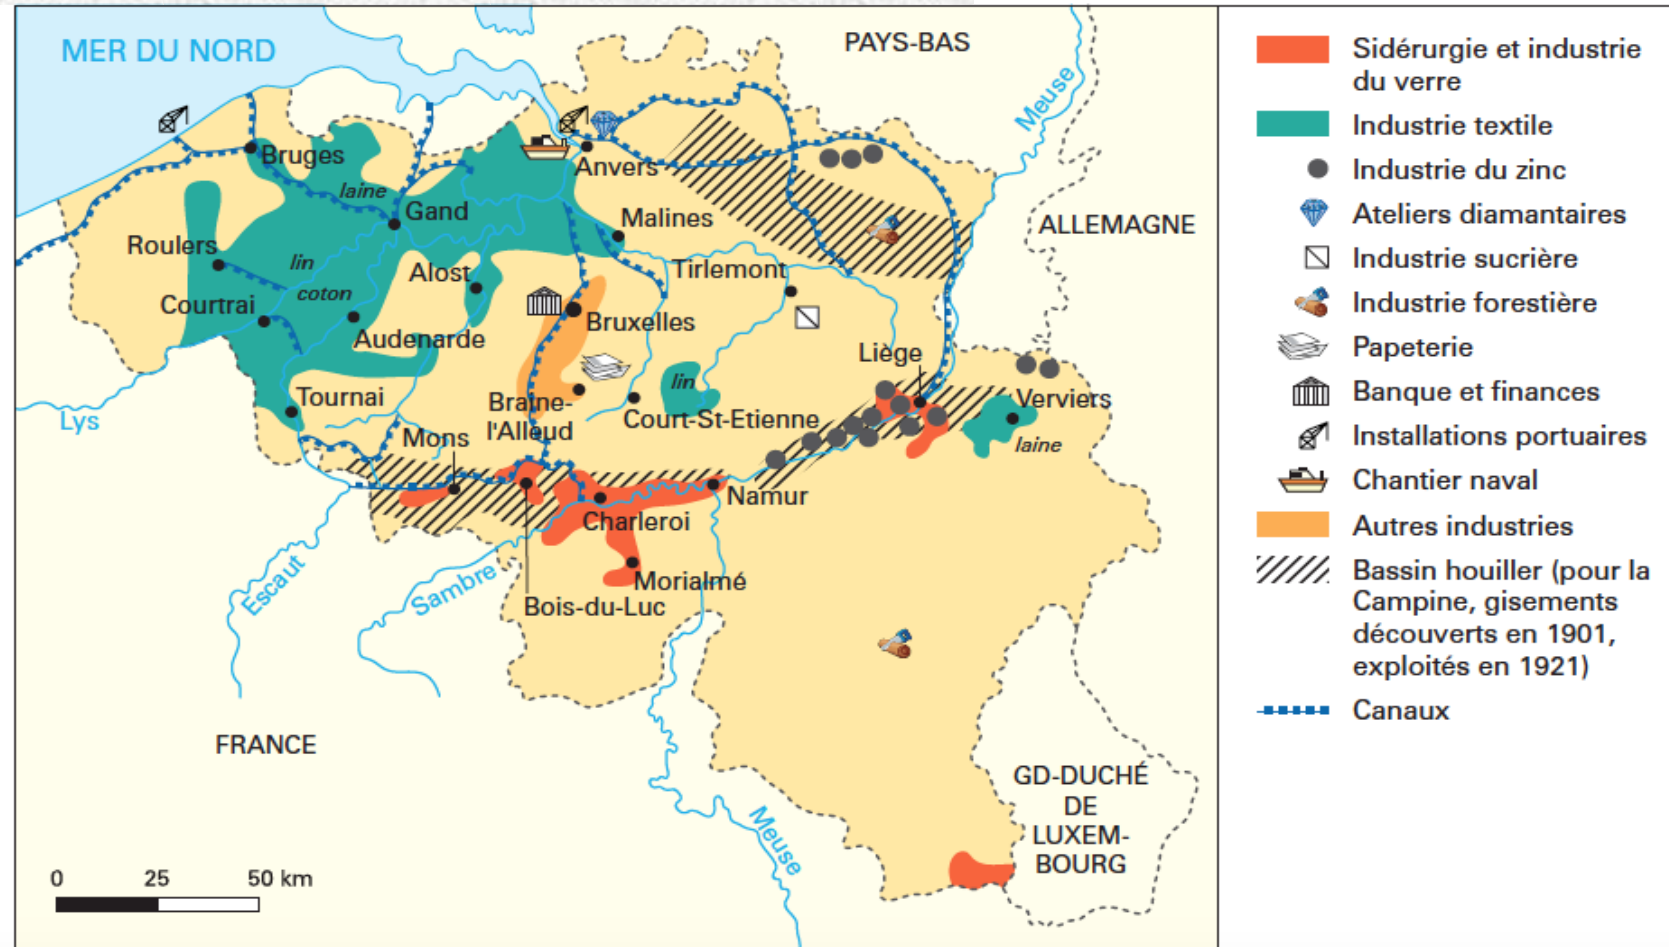 MER DU NORD
PAYS-BAS
Meuse
Bruges
Anvers
laine
Gand
Malines
ALLEMAGNE
Roulers
lin
Alost
Tirlemont
coton
Courtrai
Bruxelles
Audenarde
Liège
lin
Tournai
Braine-
l'Alleud
Court-St-Etienne
Verviers
Lys
Mons
laine
Namur
Charleroi
Escaut
Sambre
Morialmé
Bois-du-Luc
FRANCE
GD-DUCHÉ
DE
LUXEM-
BOURG
Meuse
0 25 50 km
Sidérurgie et industrie
du verre
Industrie textile
Industrie du zinc
Ateliers diamantaires
Industrie sucrière
Industrie forestière
Papeterie
Banque et finances
Installations portuaires
Chantier naval
Autres industries
Bassin houiller (pour la
Campine, gisements
découverts en 1901,
exploités en 1921)
Canaux